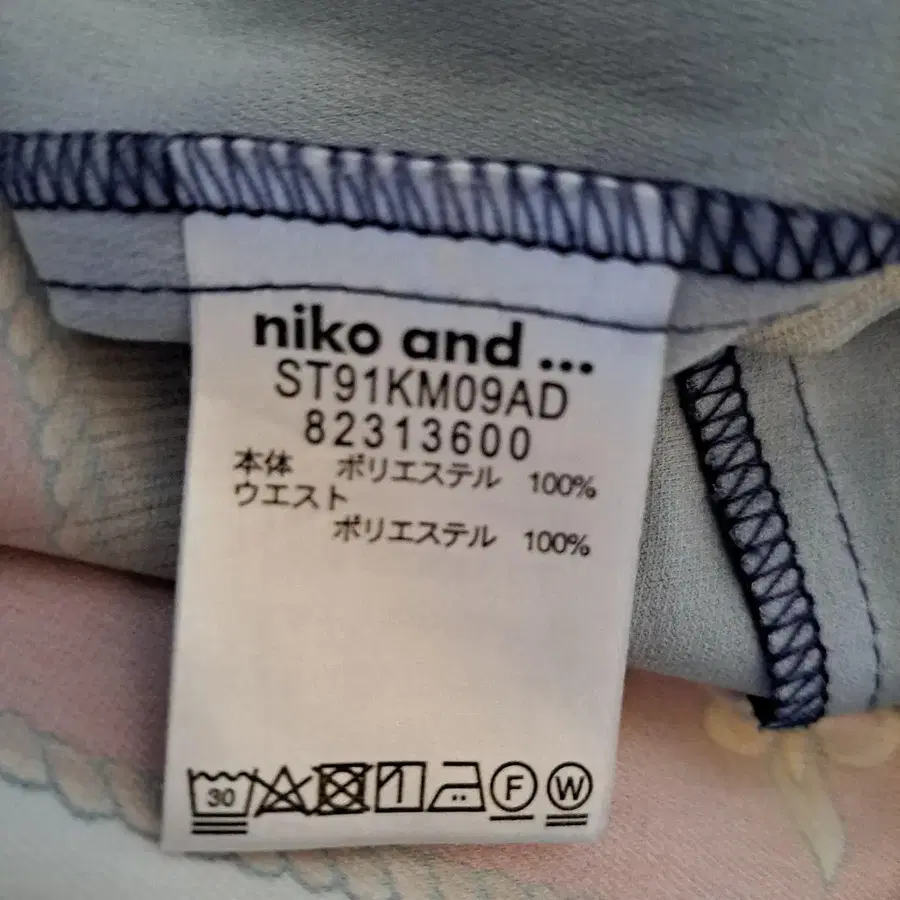 niko and ...
ST91KM09AD
82313600
本体 ポリエステル 100%
ウエスト
ポリエステル 100%
30 F W